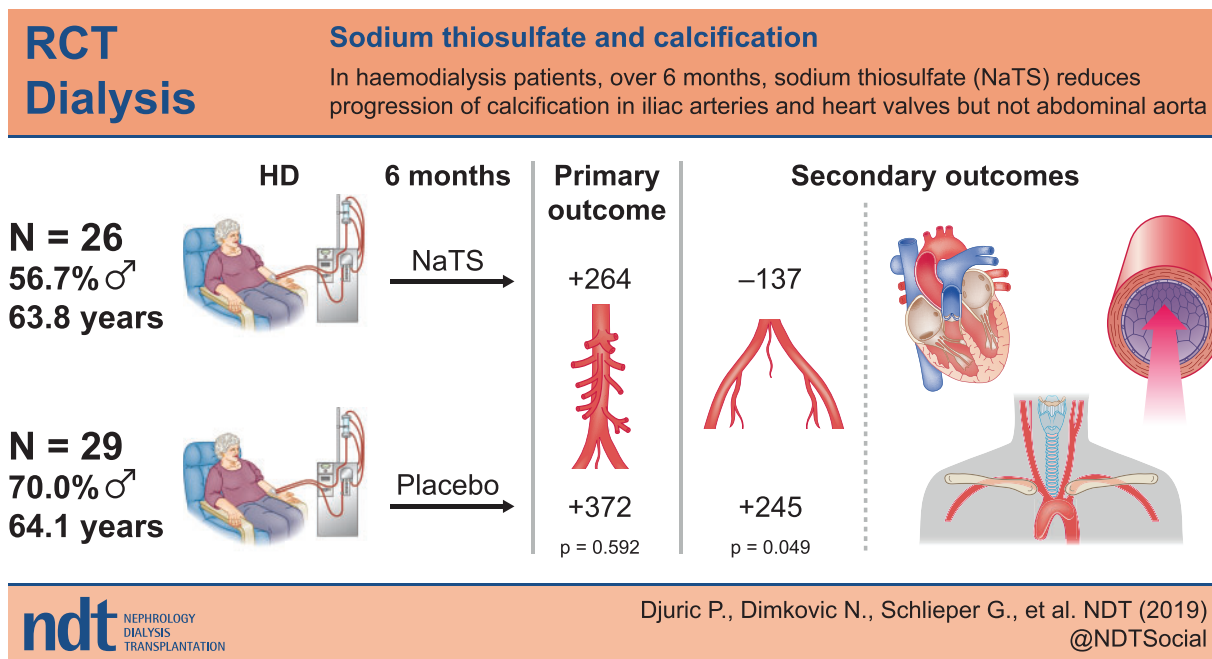 RCT
Dialysis
Sodium thiosulfate and calcification
In haemodialysis patients, over 6 months, sodium thiosulfate (NaTS) reduces
progression of calcification in iliac arteries and heart valves but not abdominal aorta
HD
6 months
Primary
outcome
Secondary outcomes
N = 26
56.7% ♂
63.8 years
NaTS
+264
–137
N = 29
70.0% ♂
64.1 years
Placebo
+372
+245
p = 0.592
p = 0.049
ndt
NEPHROLOGY
DIALYSIS
TRANSPLANTATION
Djuric P., Dimkovic N., Schlieper G., et al. NDT (2019)
@NDTSocial